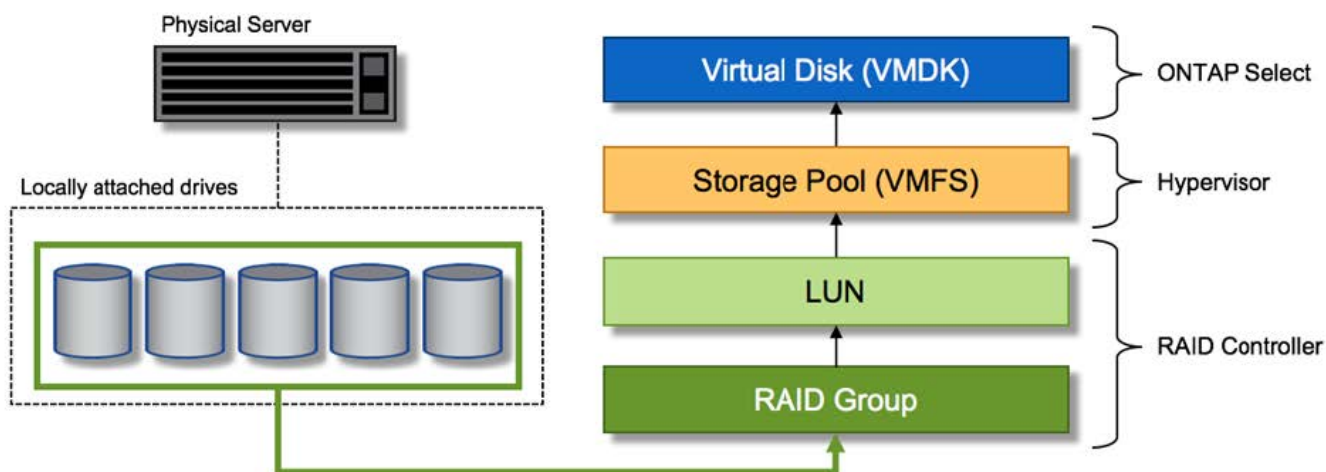 Physical Server
Locally attached drives
Virtual Disk (VMDK)
ONTAP Select
Storage Pool (VMFS)
Hypervisor
LUN
RAID Controller
RAID Group